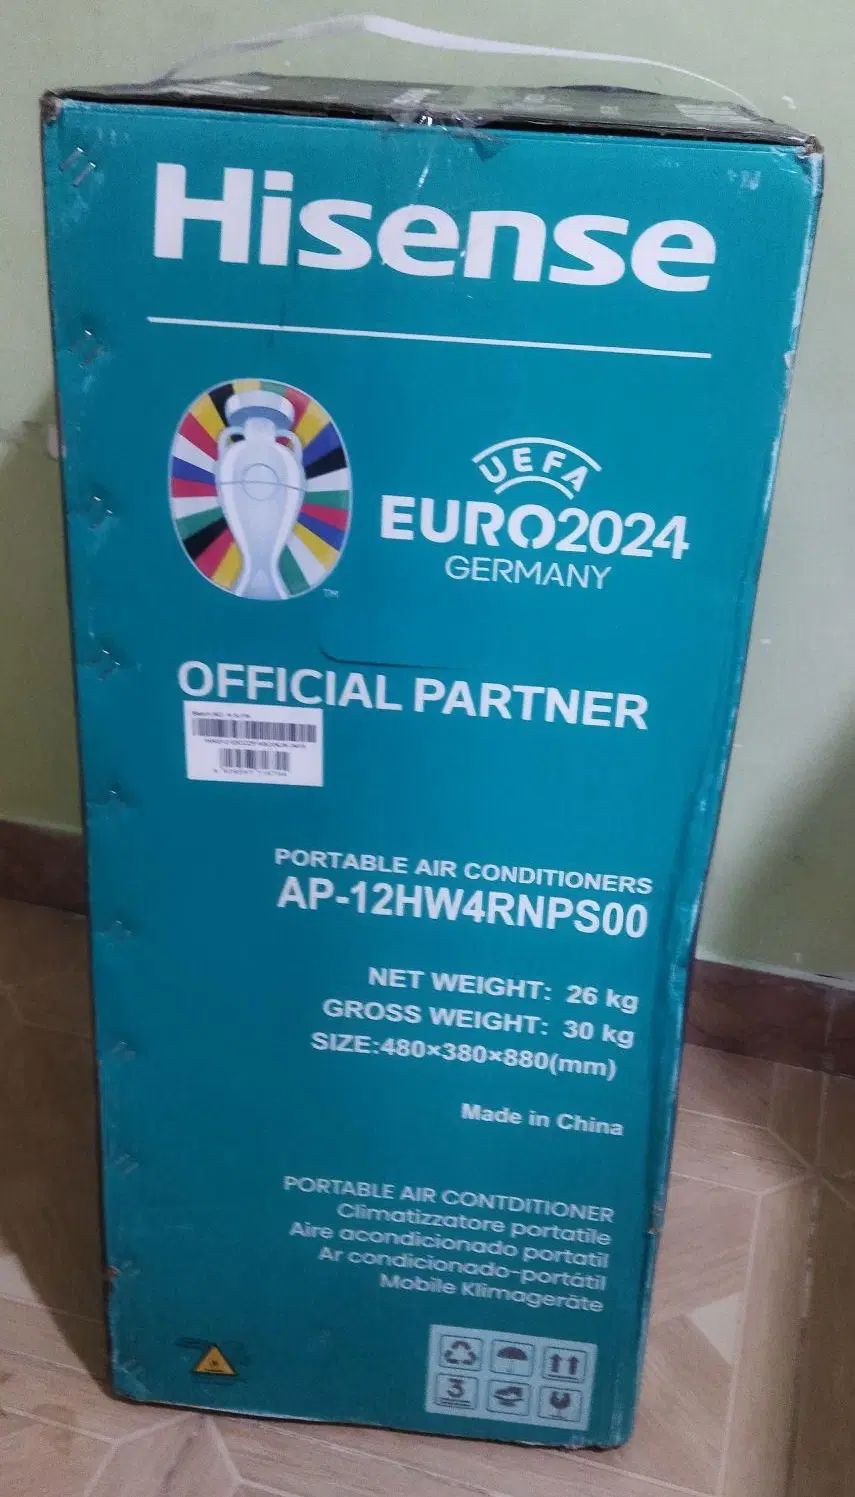 Hisense
UEFA
EURO2024
GERMANY
TM
OFFICIAL PARTNER
PORTABLE AIR CONDITIONERS
AP-12HW4RNPS00
NET WEIGHT: 26 kg
GROSS WEIGHT: 30 kg
SIZE:480×380×880(mm)
Made in China
PORTABLE AIR CONTDITIONER
Climatizzatore portatile
Aire acondicionado portatil
Ar condicionado-portátil
Mobile Klimageräte
3